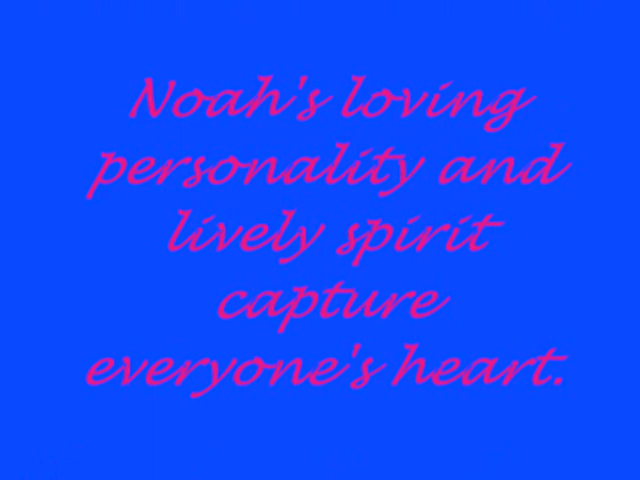 Noah's loving
personality and
lively spirit
capture
everyone's heart.